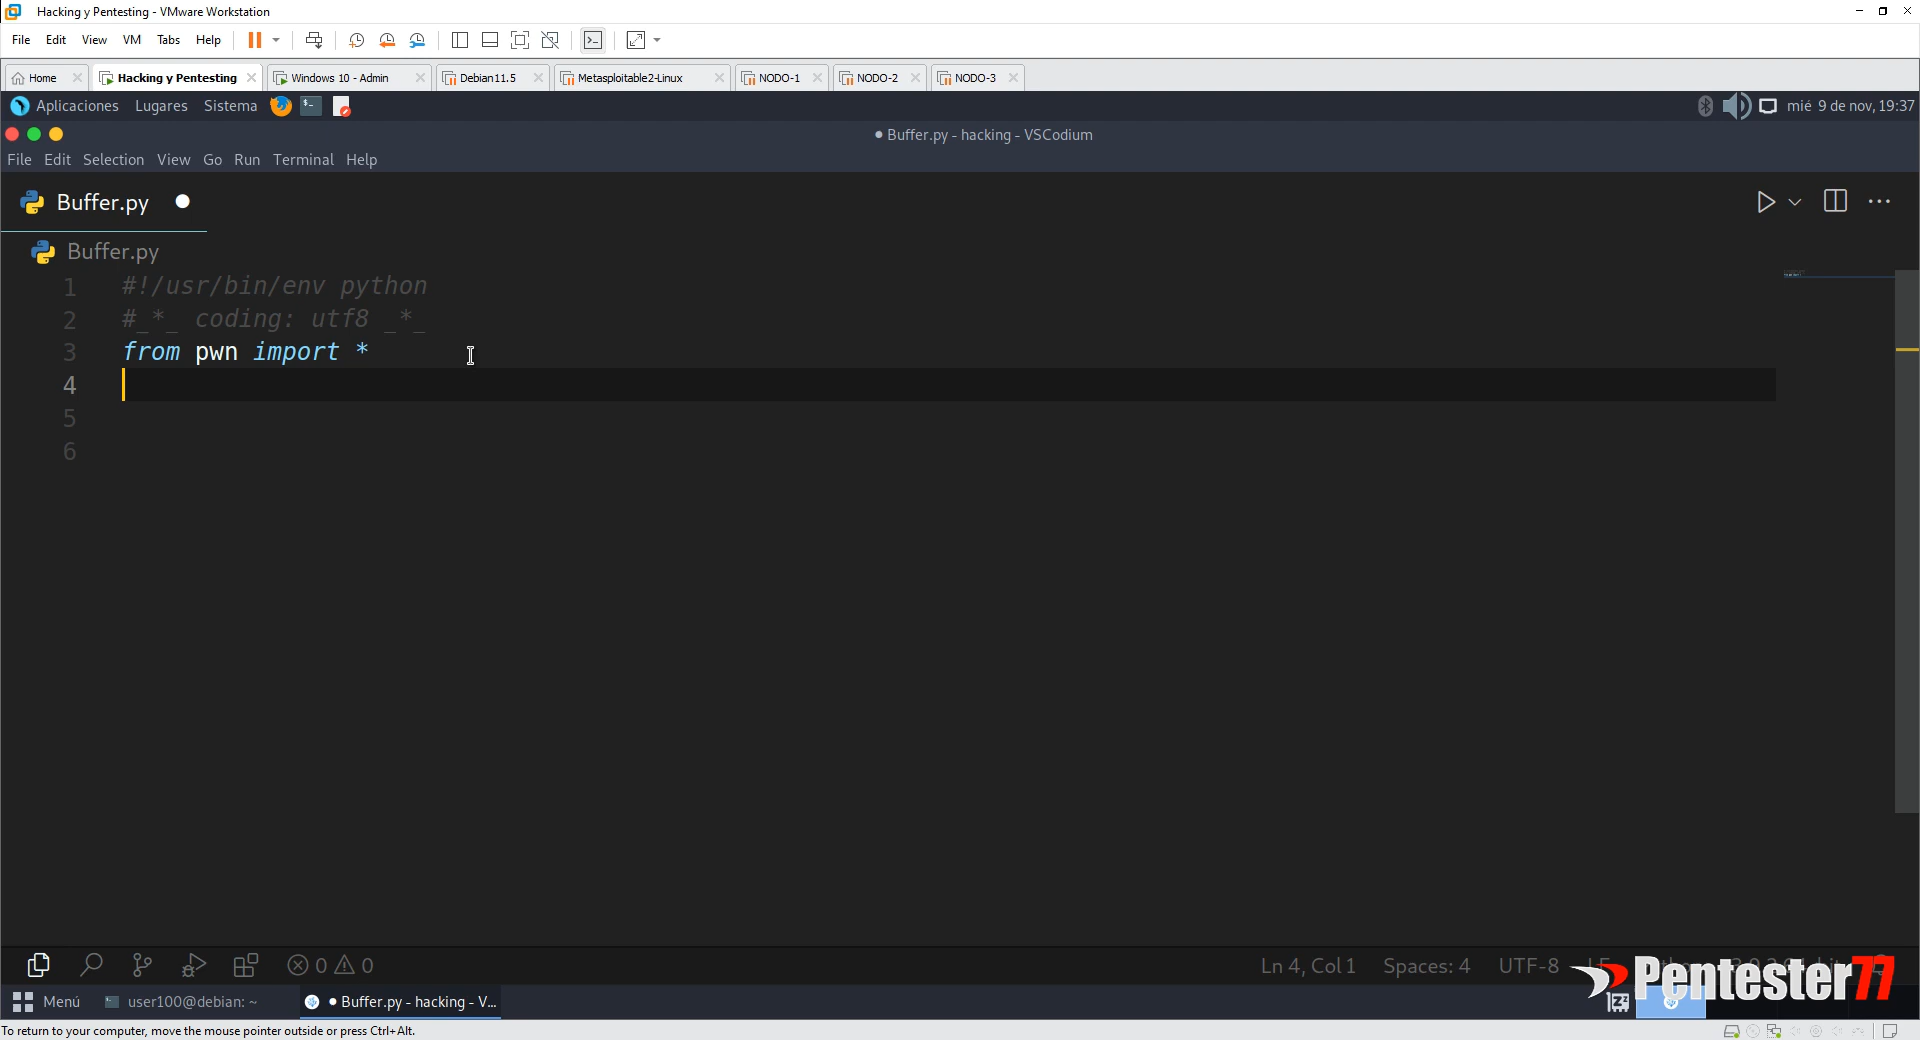 Hacking y Pentesting - VMware Workstation
File Edit View VM Tabs Help
Home Hacking y Pentesting Windows 10 - Admin Debian11.5 Metasploitable2-Linux NODO-1 NODO-2 NODO-3
Aplicaciones Lugares Sistema mié 9 de nov, 19:37
● Buffer.py - hacking - VSCodium
File Edit Selection View Go Run Terminal Help
Buffer.py
Buffer.py
1 #!/usr/bin/env python
2 #_*_ coding: utf8 _*_
3 from pwn import *
4
5
6
0 0 Ln 4, Col 1 Spaces: 4 UTF-8
Pentester77
Menú user100@debian: ~ ● Buffer.py - hacking - V...
To return to your computer, move the mouse pointer outside or press Ctrl+Alt.